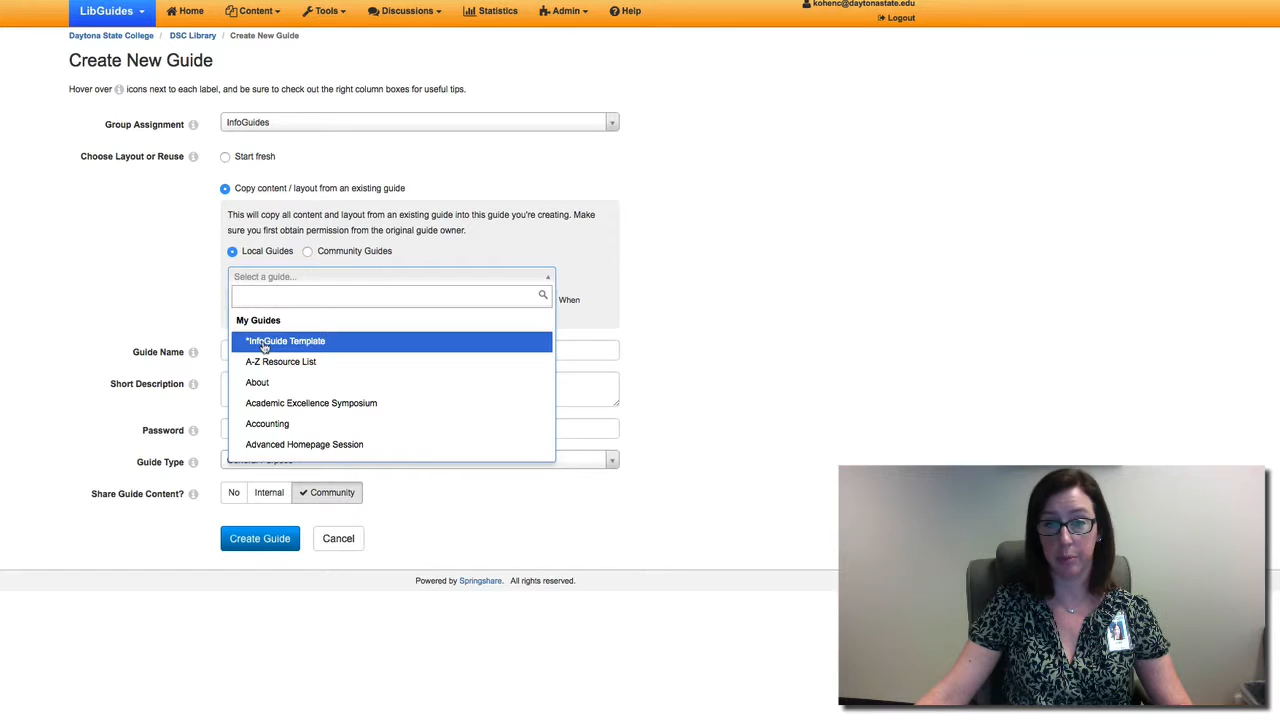 LibGuides Home Content Tools Discussions Statistics Admin Help
kohenc@daytonastate.edu
Logout
Daytona State College / DSC Library / Create New Guide
Create New Guide
Hover over icons next to each label, and be sure to check out the right column boxes for useful tips.
Group Assignment InfoGuides
Choose Layout or Reuse Start fresh
Copy content / layout from an existing guide
This will copy all content and layout from an existing guide into this guide you're creating. Make
sure you first obtain permission from the original guide owner.
Local Guides Community Guides
Select a guide...
When
My Guides
*InfoGuide Template
Guide Name
A-Z Resource List
Short Description
About
Academic Excellence Symposium
Accounting
Password
Advanced Homepage Session
Guide Type General Purpose
Share Guide Content? No Internal Community
Create Guide Cancel
Powered by Springshare. All rights reserved.